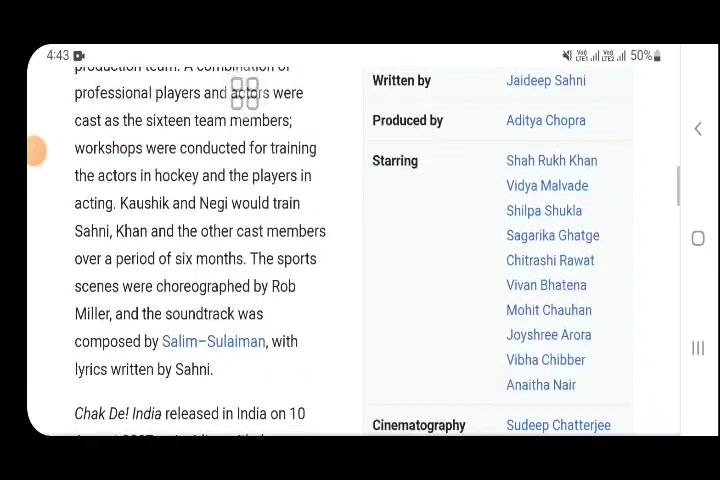 4:43
Vo)) LTE1 Vo)) LTE2 50%
production team. A combination of
professional players and actors were
cast as the sixteen team members;
workshops were conducted for training
the actors in hockey and the players in
acting. Kaushik and Negi would train
Sahni, Khan and the other cast members
over a period of six months. The sports
scenes were choreographed by Rob
Miller, and the soundtrack was
composed by Salim–Sulaiman, with
lyrics written by Sahni.
Chak De! India released in India on 10
Written by Jaideep Sahni
Produced by Aditya Chopra
Starring Shah Rukh Khan
Vidya Malvade
Shilpa Shukla
Sagarika Ghatge
Chitrashi Rawat
Vivan Bhatena
Mohit Chauhan
Joyshree Arora
Vibha Chibber
Anaitha Nair
Cinematography Sudeep Chatterjee